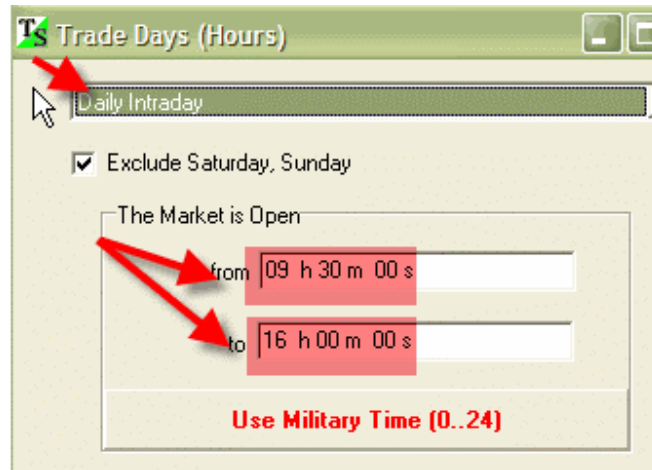 TS Trade Days (Hours)
Daily Intraday
Exclude Saturday, Sunday
The Market is Open
from 09 h 30 m 00 s
to 16 h 00 m 00 s
Use Military Time (0..24)